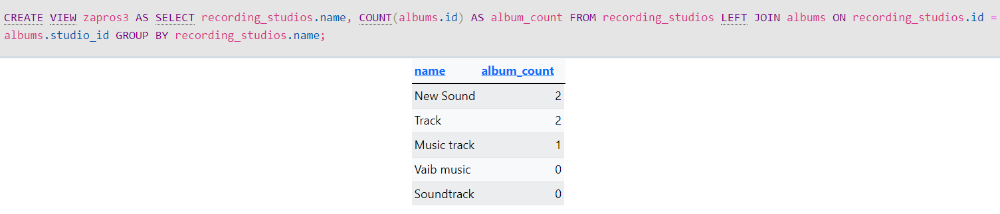 CREATE VIEW zapros3 AS SELECT recording_studios.name, COUNT(albums.id) AS album_count FROM recording_studios LEFT JOIN albums ON recording_studios.id =
albums.studio_id GROUP BY recording_studios.name;
name album_count
New Sound 2
Track 2
Music track 1
Vaib music 0
Soundtrack 0